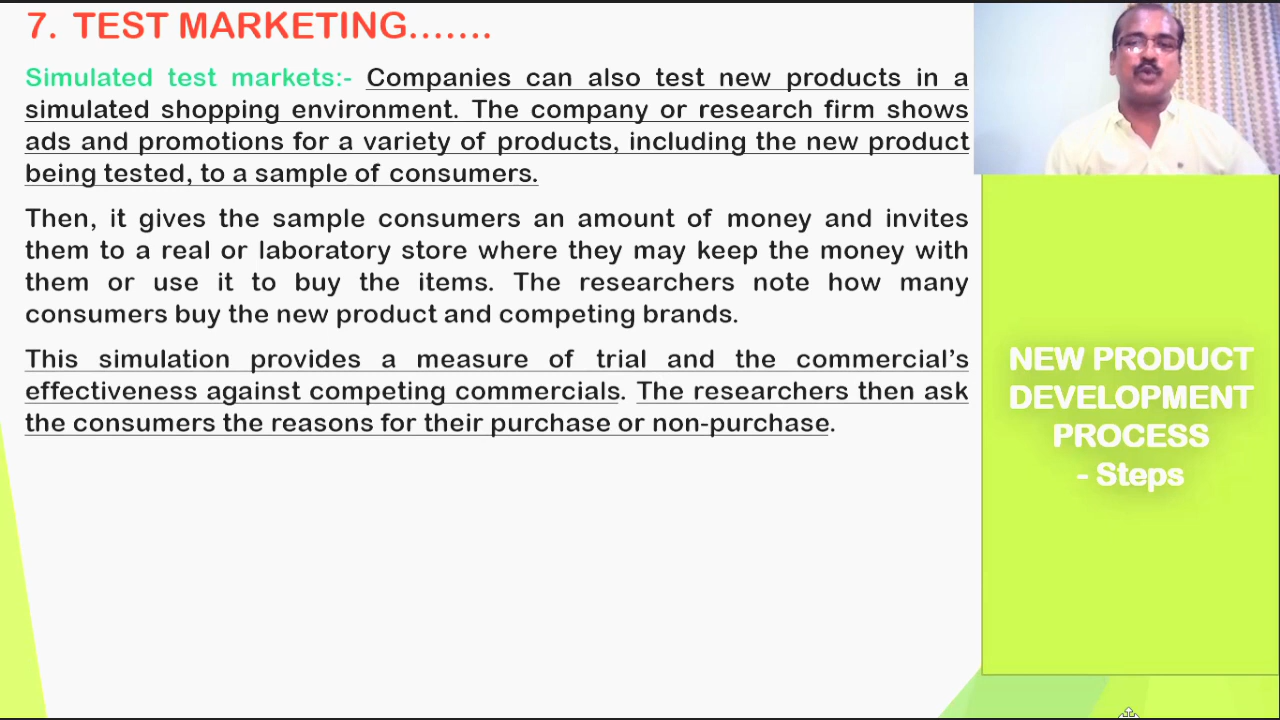 7. TEST MARKETING…….
Simulated test markets:- Companies can also test new products in a
simulated shopping environment. The company or research firm shows
ads and promotions for a variety of products, including the new product
being tested, to a sample of consumers.
Then, it gives the sample consumers an amount of money and invites
them to a real or laboratory store where they may keep the money with
them or use it to buy the items. The researchers note how many
consumers buy the new product and competing brands.
This simulation provides a measure of trial and the commercial’s
effectiveness against competing commercials. The researchers then ask
the consumers the reasons for their purchase or non-purchase.
NEW PRODUCT
DEVELOPMENT
PROCESS
- Steps